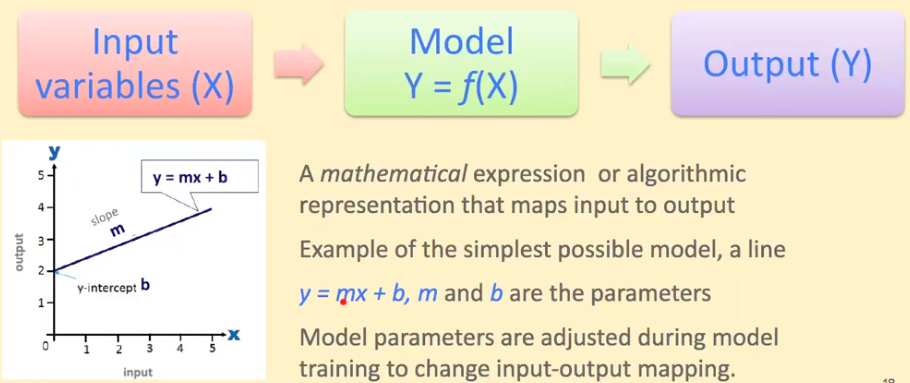 Input
variables (X)
Model
Y = f(X)
Output (Y)
y
5
4
3
2
1
0
1
2
3
4
5
x
output
input
y = mx + b
slope
m
y-intercept b
A mathematical expression or algorithmic
representation that maps input to output
Example of the simplest possible model, a line
y = mx + b, m and b are the parameters
Model parameters are adjusted during model
training to change input-output mapping.